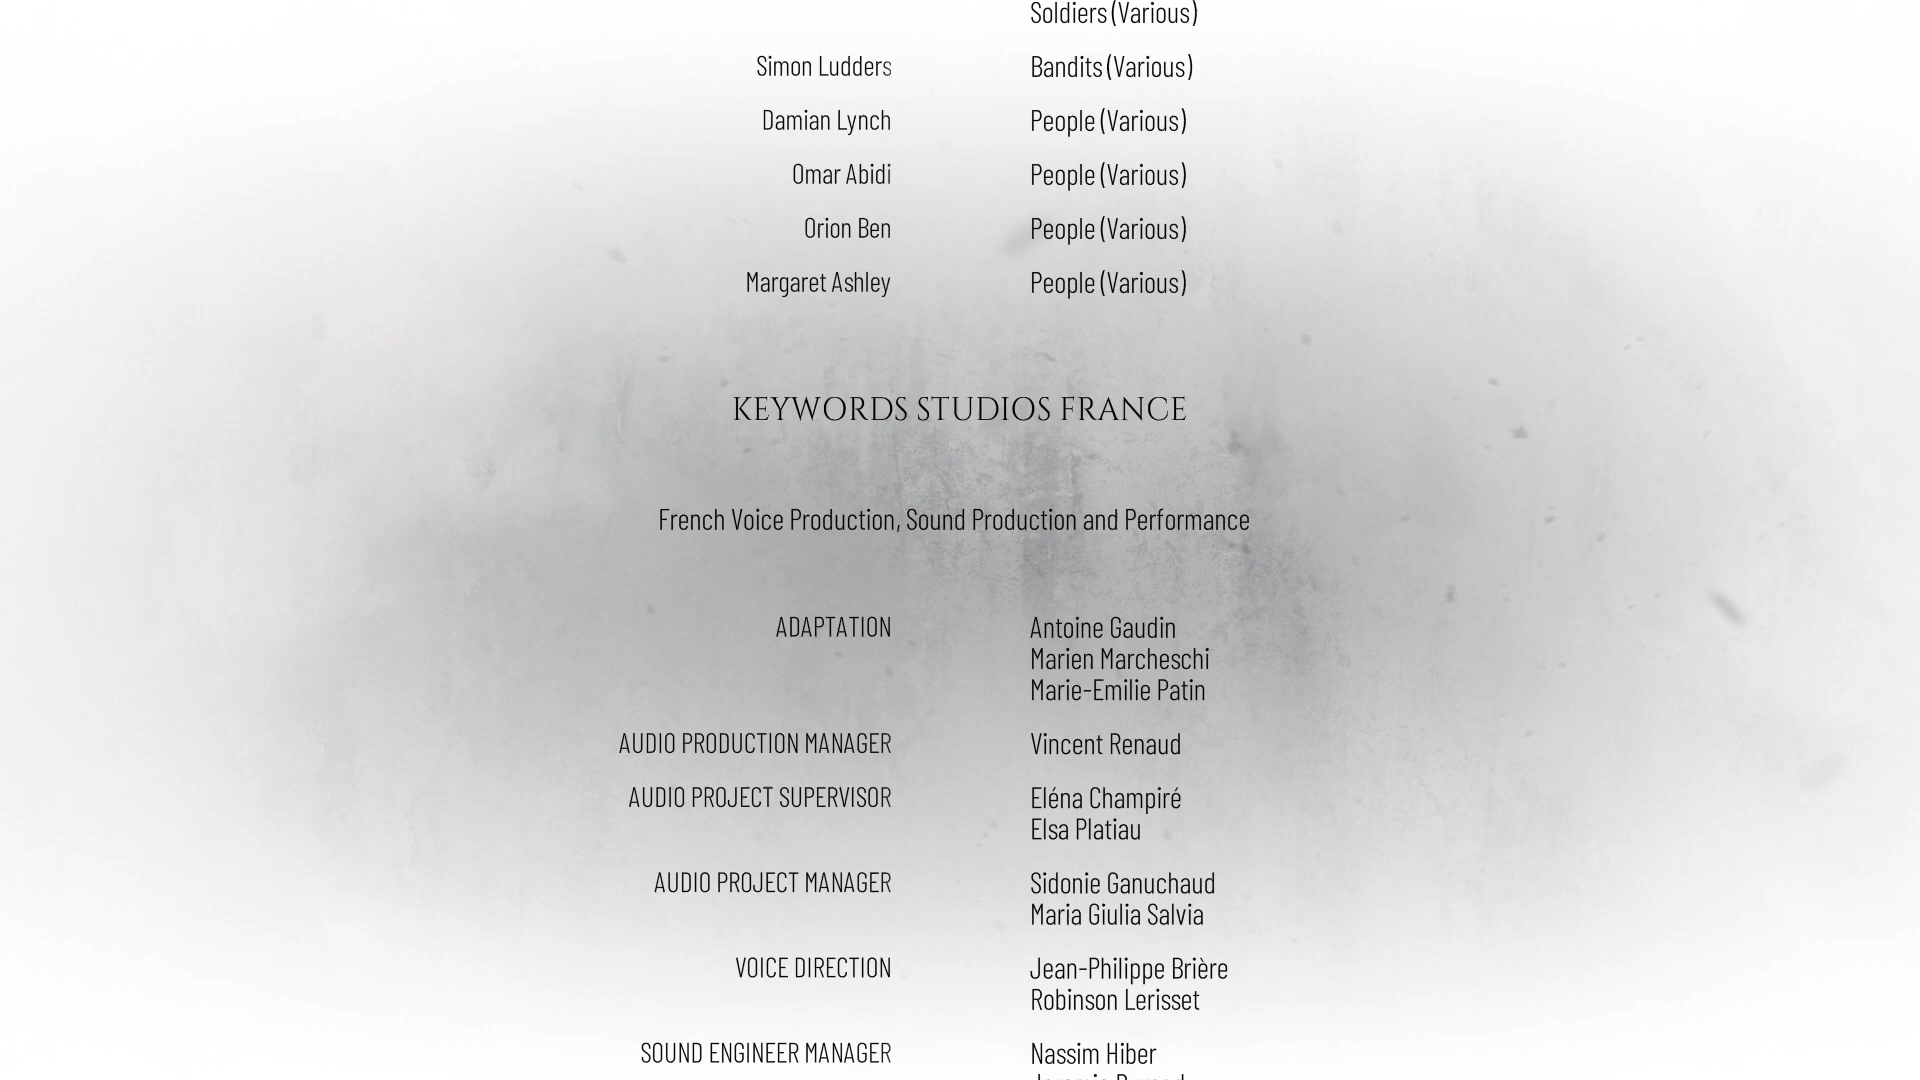 Soldiers (Various)
Simon Ludders Bandits (Various)
Damian Lynch People (Various)
Omar Abidi People (Various)
Orion Ben People (Various)
Margaret Ashley People (Various)
KEYWORDS STUDIOS FRANCE
French Voice Production, Sound Production and Performance
ADAPTATION Antoine Gaudin
Marien Marcheschi
Marie-Emilie Patin
AUDIO PRODUCTION MANAGER Vincent Renaud
AUDIO PROJECT SUPERVISOR Eléna Champiré
Elsa Platiau
AUDIO PROJECT MANAGER Sidonie Ganuchaud
Maria Giulia Salvia
VOICE DIRECTION Jean-Philippe Brière
Robinson Lerisset
SOUND ENGINEER MANAGER Nassim Hiber